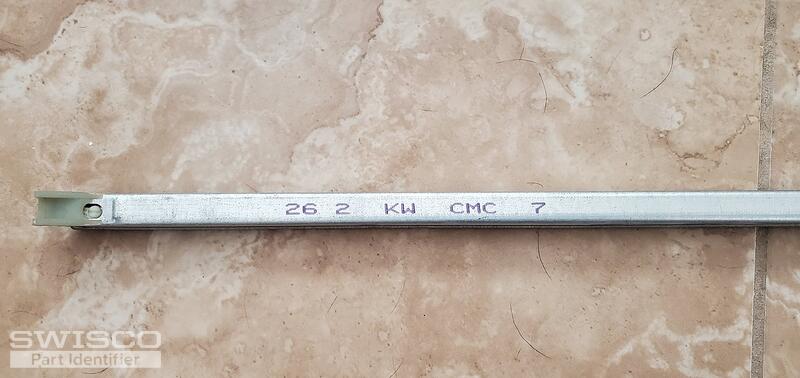 26 2 KW CMC 7
SWISCO
Part Identifier